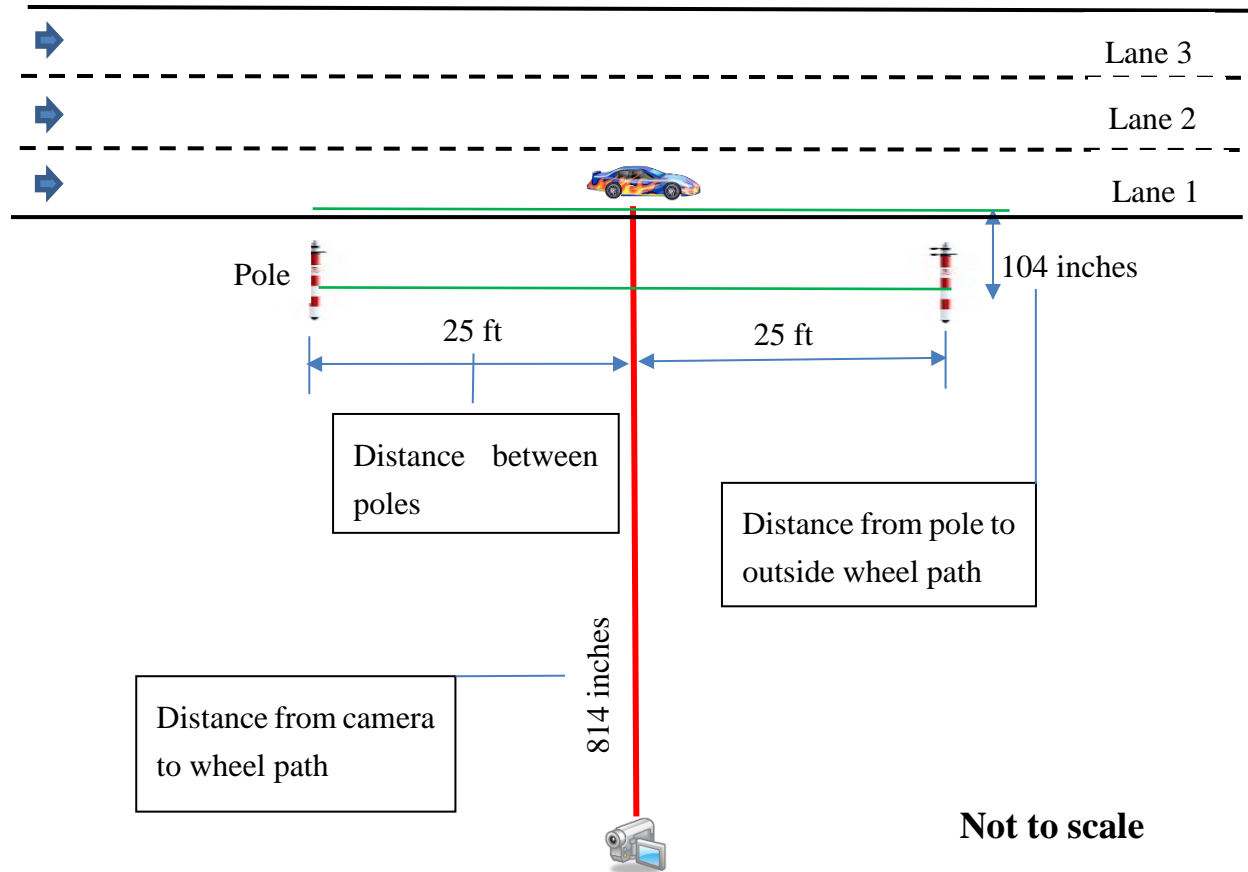 Lane 3
Lane 2
Lane 1
Pole
104 inches
25 ft
25 ft
Distance between
poles
Distance from pole to
outside wheel path
814 inches
Distance from camera
to wheel path
Not to scale